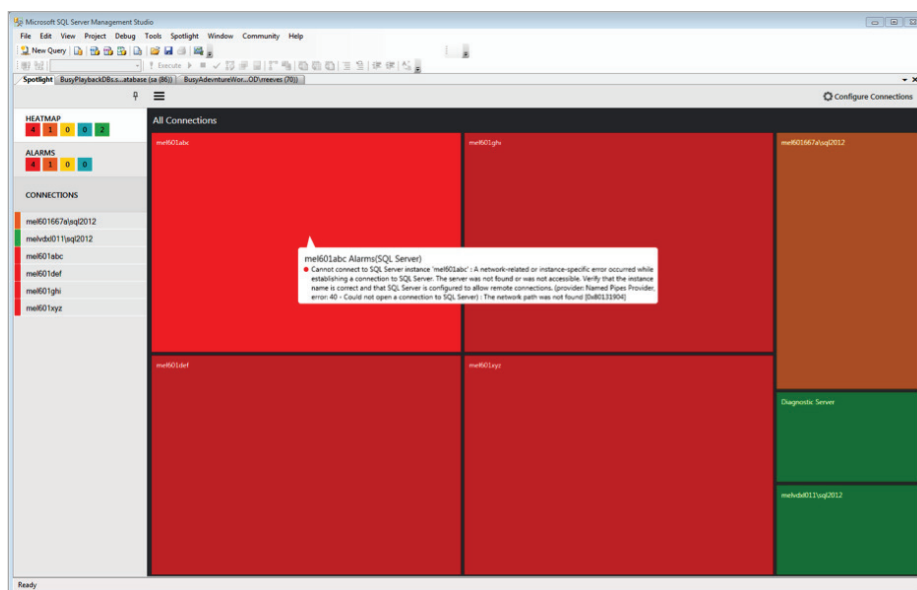 Microsoft SQL Server Management Studio
File Edit View Project Debug Tools Spotlight Window Community Help
New Query
Execute
Spotlight BusyPlaybackDBs.s...atabase (sa (86)) BusyAdevntureWor...OD\reeves (70))
Configure Connections
HEATMAP
4 1 0 0 2
All Connections
ALARMS
4 1 0 0
CONNECTIONS
mel601667a\sql2012
melvdxl011\sql2012
mel601abc
mel601def
mel601ghi
mel601xyz
mel601abc
mel601ghi
mel601667a\sql2012
mel601abc Alarms(SQL Server)
Cannot connect to SQL Server instance 'mel601abc' : A network-related or instance-specific error occurred while
establishing a connection to SQL Server. The server was not found or was not accessible. Verify that the instance
name is correct and that SQL Server is configured to allow remote connections. (provider: Named Pipes Provider,
error: 40 - Could not open a connection to SQL Server) : The network path was not found [0x80131904]
mel601def
mel601xyz
Diagnostic Server
melvdxl011\sql2012
Ready